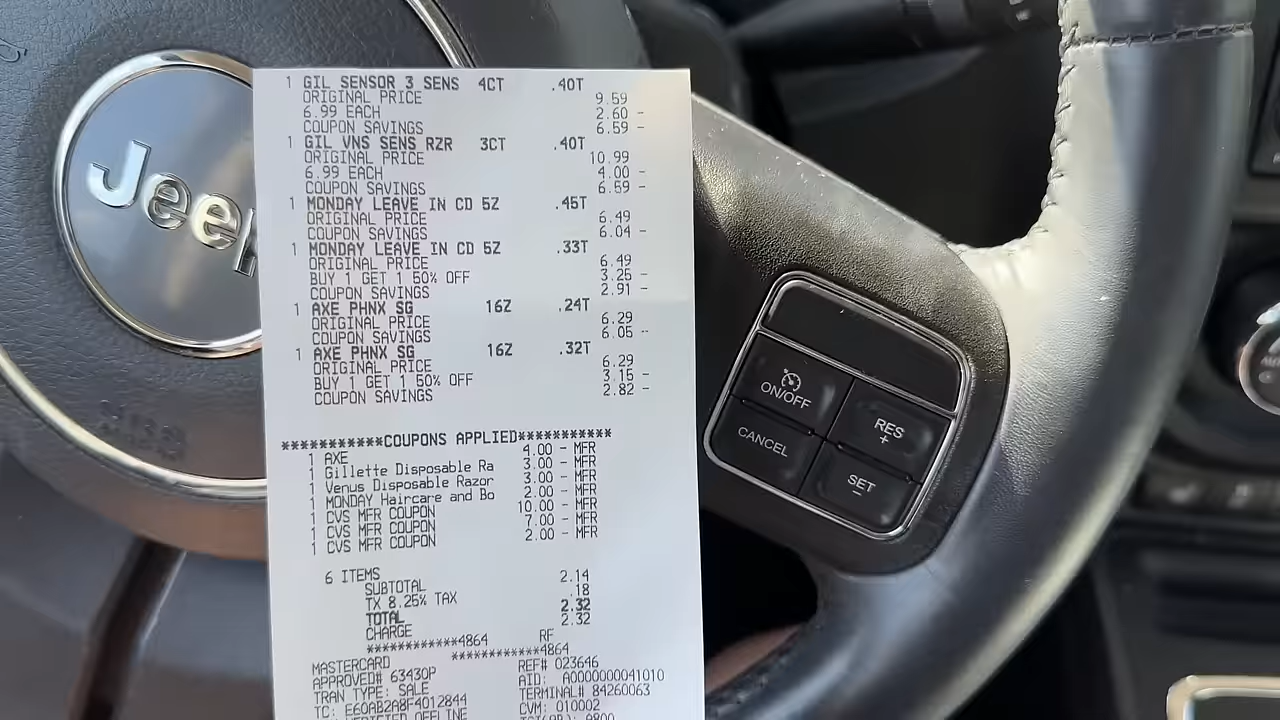 Jeep
1 GIL SENSOR 3 SENS 4CT .40T
ORIGINAL PRICE 9.59
6.99 EACH 2.60 -
COUPON SAVINGS 6.59 -
1 GIL VNS SENS RZR 3CT .40T
ORIGINAL PRICE 10.99
6.99 EACH 4.00 -
COUPON SAVINGS 6.59 -
1 MONDAY LEAVE IN CD 5Z .45T
ORIGINAL PRICE 6.49
COUPON SAVINGS 6.04 -
1 MONDAY LEAVE IN CD 5Z .33T
ORIGINAL PRICE 6.49
BUY 1 GET 1 50% OFF 3.25 -
COUPON SAVINGS 2.91 -
1 AXE PHNX SG 16Z .24T
ORIGINAL PRICE 6.29
COUPON SAVINGS 6.05 -
1 AXE PHNX SG 16Z .32T
ORIGINAL PRICE 6.29
BUY 1 GET 1 50% OFF 3.15 -
COUPON SAVINGS 2.82 -
***********COUPONS APPLIED***********
1 AXE 4.00 - MFR
1 Gillette Disposable Ra 3.00 - MFR
1 Venus Disposable Razor 3.00 - MFR
1 MONDAY Haircare and Bo 2.00 - MFR
1 CVS MFR COUPON 10.00 - MFR
1 CVS MFR COUPON 7.00 - MFR
1 CVS MFR COUPON 2.00 - MFR
6 ITEMS
SUBTOTAL 2.14
TX 8.25% TAX .18
TOTAL 2.32
CHARGE 2.32
************4864 RF
************4864
MASTERCARD REF# 023646
APPROVED# 63430P AID: A0000000041010
TRAN TYPE: SALE TERMINAL# 84260063
TC: E60AB2A8F4012844 CVM: 010002
VERIFIED OFFLINE
ON/OFF
CANCEL
RES
+
SET
-